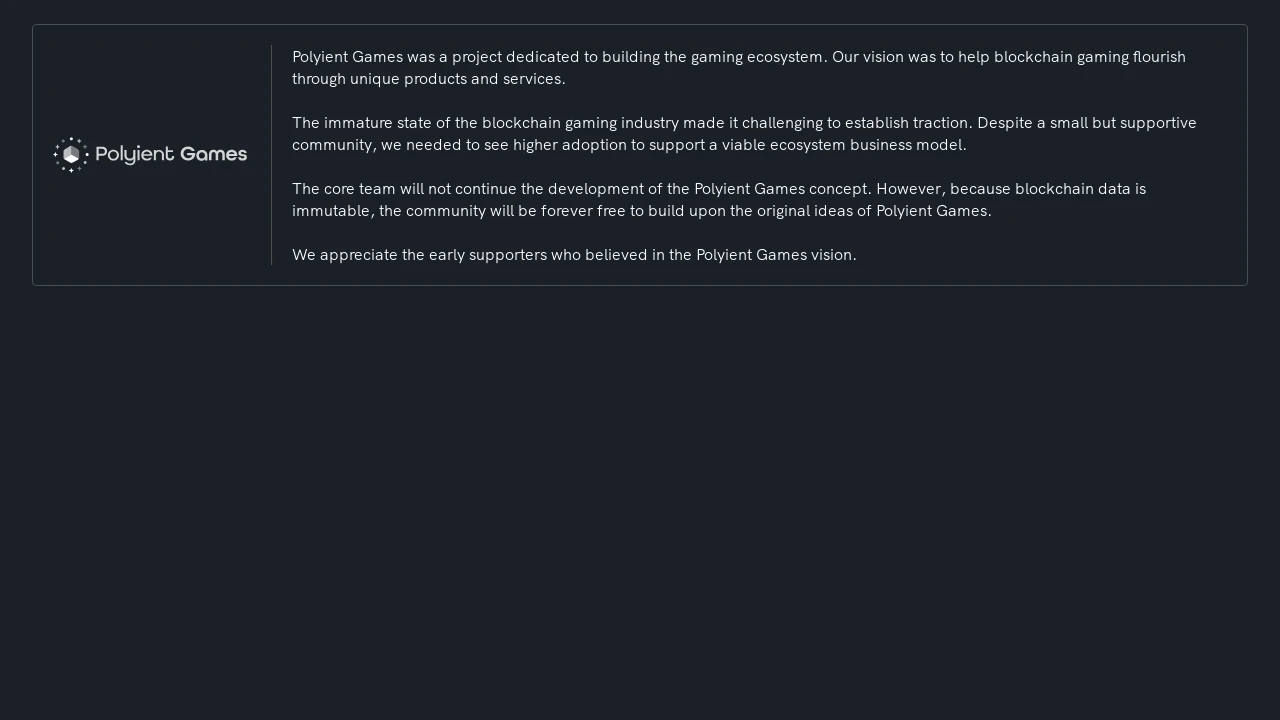 Polyient Games
Polyient Games was a project dedicated to building the gaming ecosystem. Our vision was to help blockchain gaming flourish
through unique products and services.
The immature state of the blockchain gaming industry made it challenging to establish traction. Despite a small but supportive
community, we needed to see higher adoption to support a viable ecosystem business model.
The core team will not continue the development of the Polyient Games concept. However, because blockchain data is
immutable, the community will be forever free to build upon the original ideas of Polyient Games.
We appreciate the early supporters who believed in the Polyient Games vision.